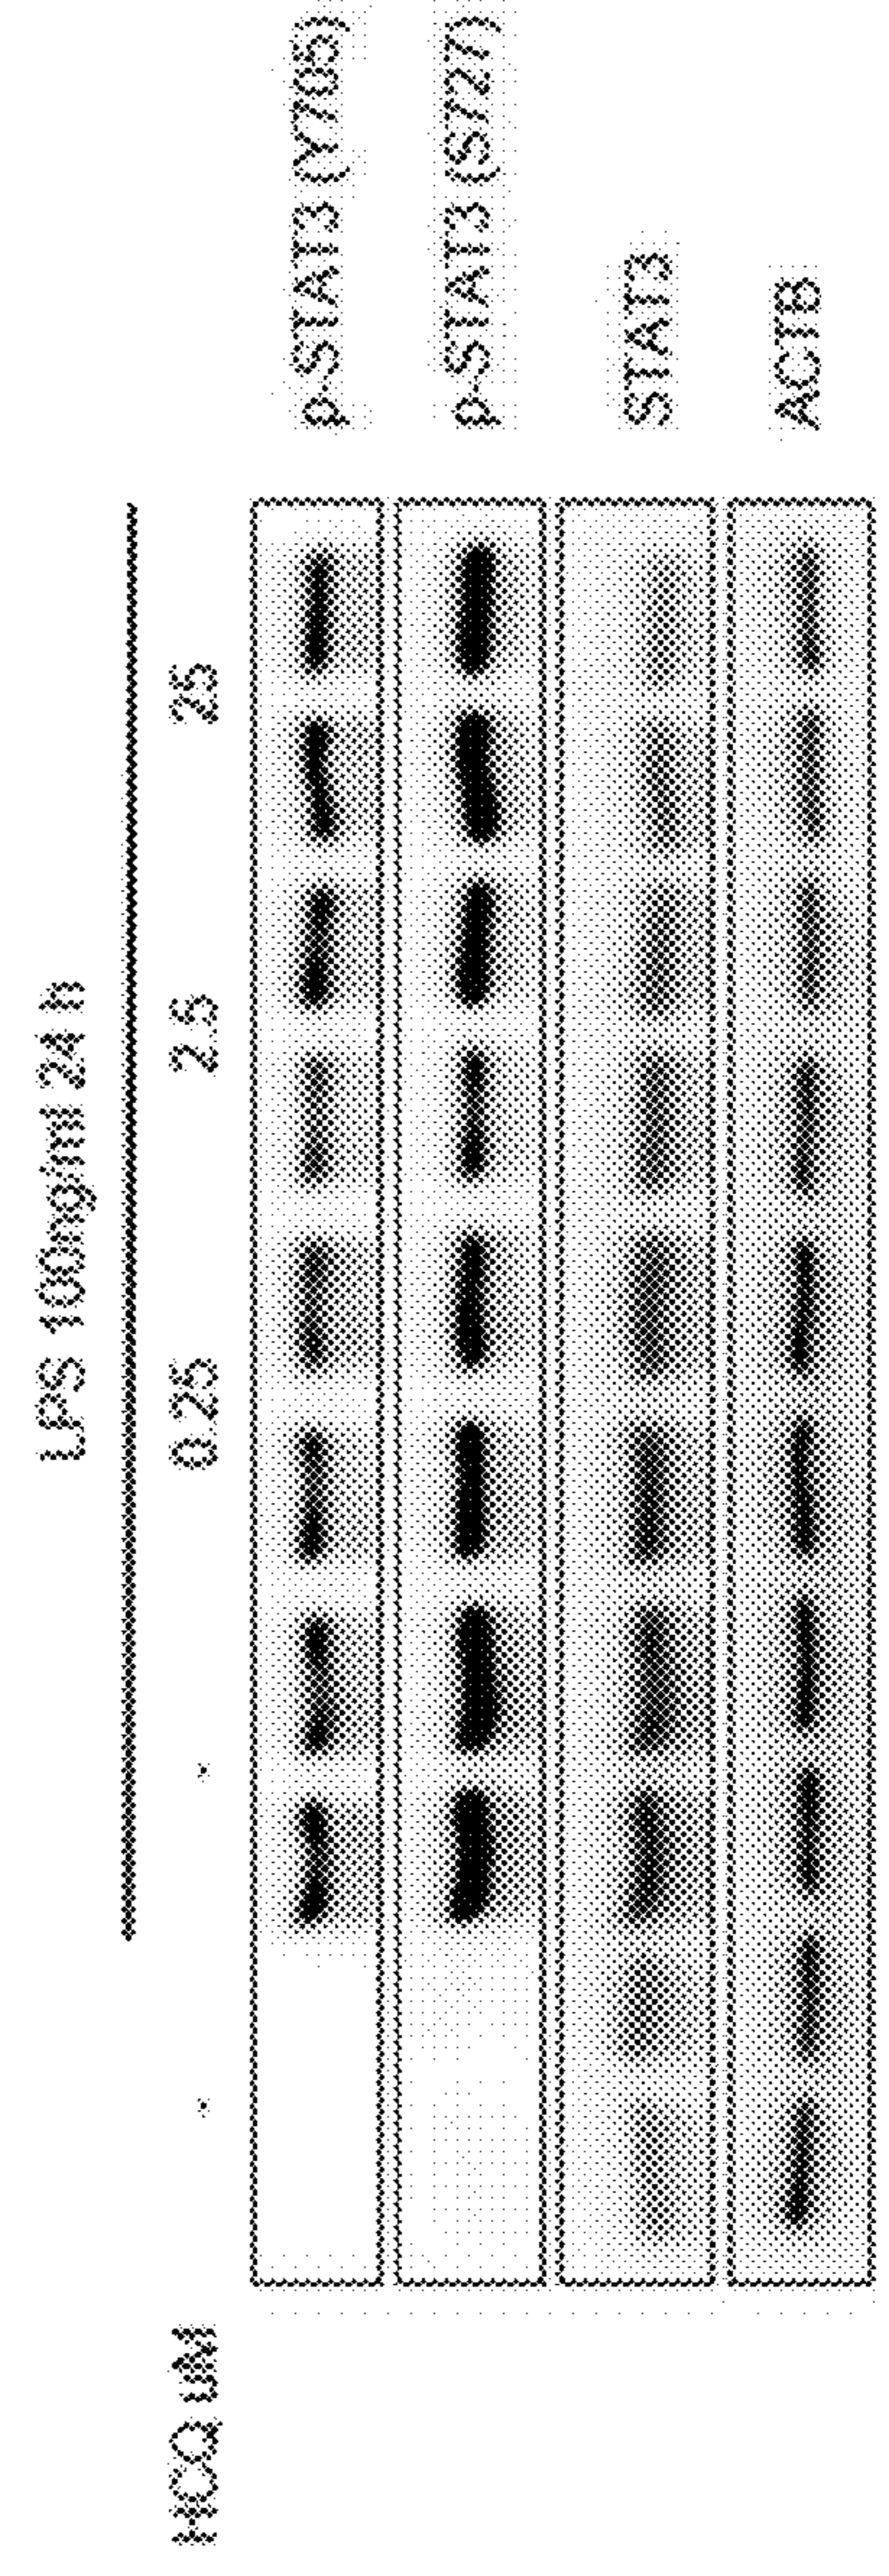 LPS 100ng/ml 24 h
HCQ uM - - 0.25 2.5 25
p-STAT3 (Y705)
p-STAT3 (S727)
STAT3
ACTB